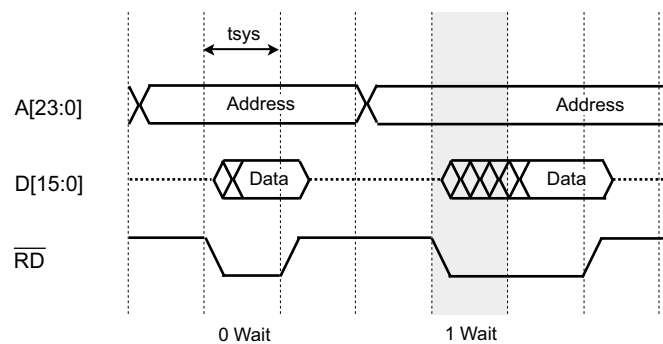 tsys
A[23:0] Address Address
D[15:0] Data Data
RD
0 Wait 1 Wait